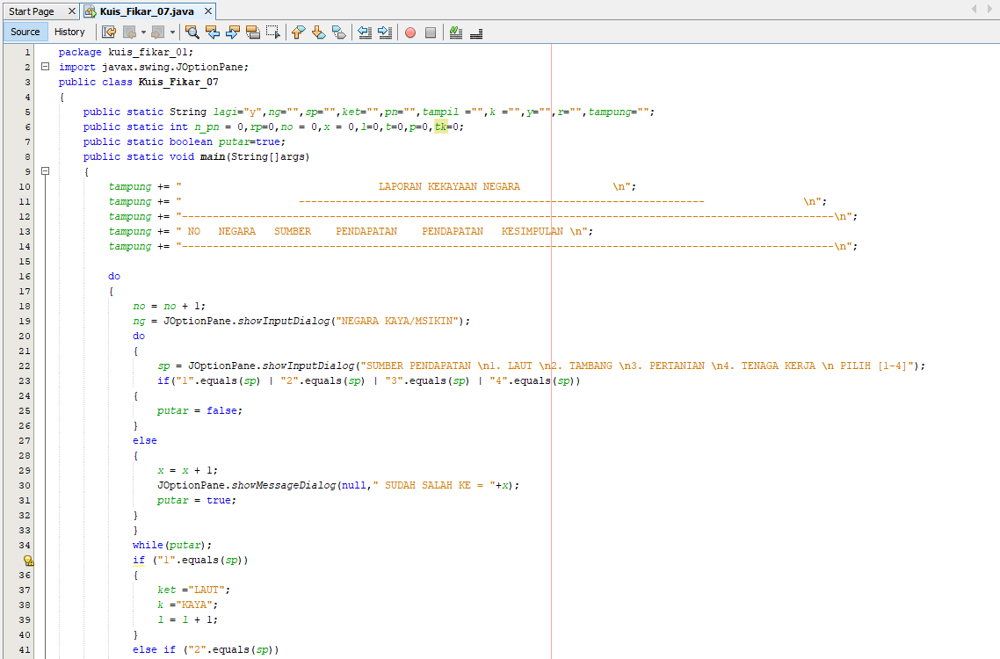 Start Page
Kuis_Fikar_07.java
Source History
1 package kuis_fikar_01;
2 import javax.swing.JOptionPane;
3 public class Kuis_Fikar_07
4 {
5 public static String lagi="y",ng="",sp="",ket="",pn="",tampil ="",k ="",y="",r="",tampung="";
6 public static int n_pn = 0,rp=0,no = 0,x = 0,l=0,t=0,p=0,tk=0;
7 public static boolean putar=true;
8 public static void main(String[]args)
9 {
10 tampung += " LAPORAN KEKAYAAN NEGARA \n";
11 tampung += " ------------------------------------------------------------------ \n";
12 tampung += "----------------------------------------------------------------------------------------------------------\n";
13 tampung += " NO NEGARA SUMBER PENDAPATAN PENDAPATAN KESIMPULAN \n";
14 tampung += "----------------------------------------------------------------------------------------------------------\n";
15
16 do
17 {
18 no = no + 1;
19 ng = JOptionPane.showInputDialog("NEGARA KAYA/MSIKIN");
20 do
21 {
22 sp = JOptionPane.showInputDialog("SUMBER PENDAPATAN \n1. LAUT \n2. TAMBANG \n3. PERTANIAN \n4. TENAGA KERJA \n PILIH [1-4]");
23 if("1".equals(sp) | "2".equals(sp) | "3".equals(sp) | "4".equals(sp))
24 {
25 putar = false;
26 }
27 else
28 {
29 x = x + 1;
30 JOptionPane.showMessageDialog(null," SUDAH SALAH KE = "+x);
31 putar = true;
32 }
33 }
34 while(putar);
if ("1".equals(sp))
36 {
37 ket ="LAUT";
38 k ="KAYA";
39 l = l + 1;
40 }
41 else if ("2".equals(sp))